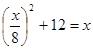 (x/8)² + 12 = x